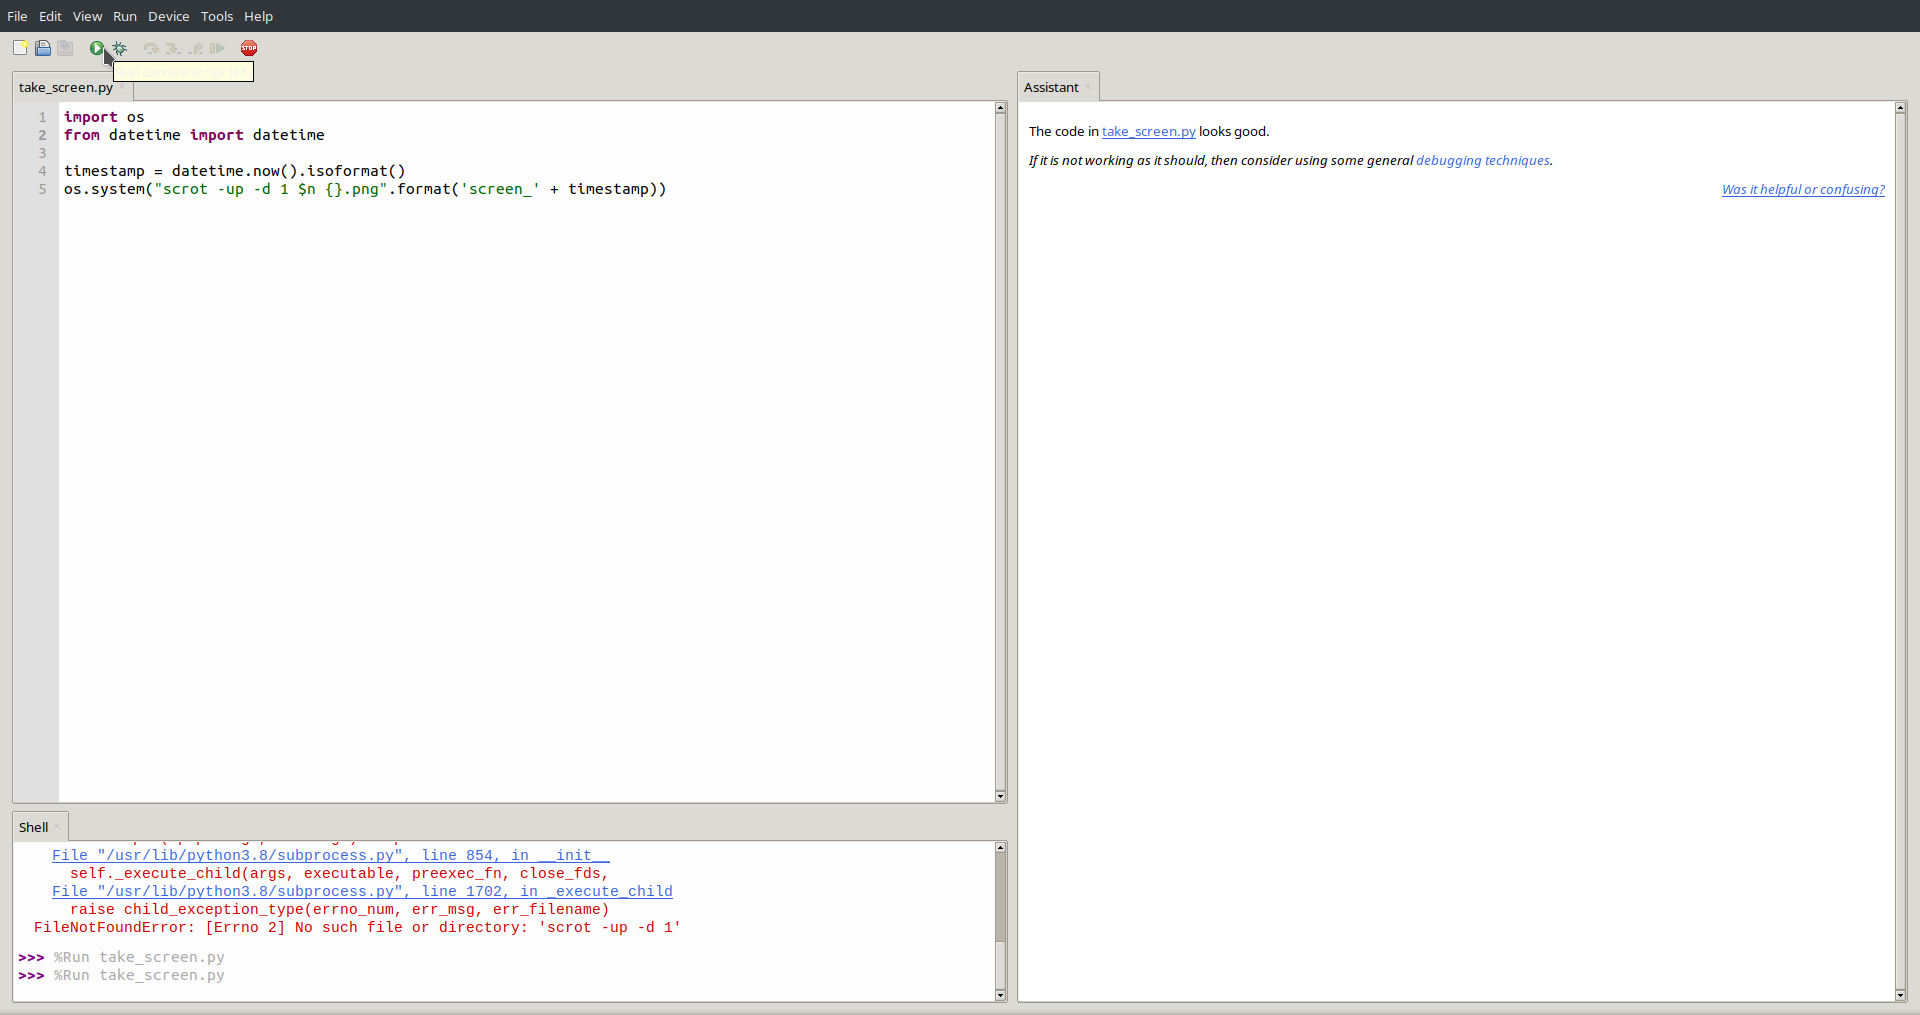 File Edit View Run Device Tools Help
STOP
take_screen.py
1 import os
2 from datetime import datetime
3
4 timestamp = datetime.now().isoformat()
5 os.system("scrot -up -d 1 $n {}.png".format('screen_' + timestamp))
Assistant
The code in take_screen.py looks good.
If it is not working as it should, then consider using some general debugging techniques.
Was it helpful or confusing?
Shell
File "/usr/lib/python3.8/subprocess.py", line 854, in __init__
self._execute_child(args, executable, preexec_fn, close_fds,
File "/usr/lib/python3.8/subprocess.py", line 1702, in _execute_child
raise child_exception_type(errno_num, err_msg, err_filename)
FileNotFoundError: [Errno 2] No such file or directory: 'scrot -up -d 1'
>>> %Run take_screen.py
>>> %Run take_screen.py